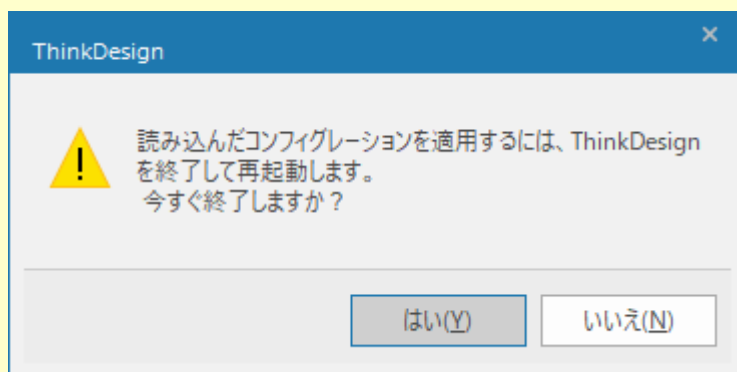 ThinkDesign
読み込んだコンフィグレーションを適用するには、ThinkDesign
を終了して再起動します。
今すぐ終了しますか？
はい(Y)
いいえ(N)